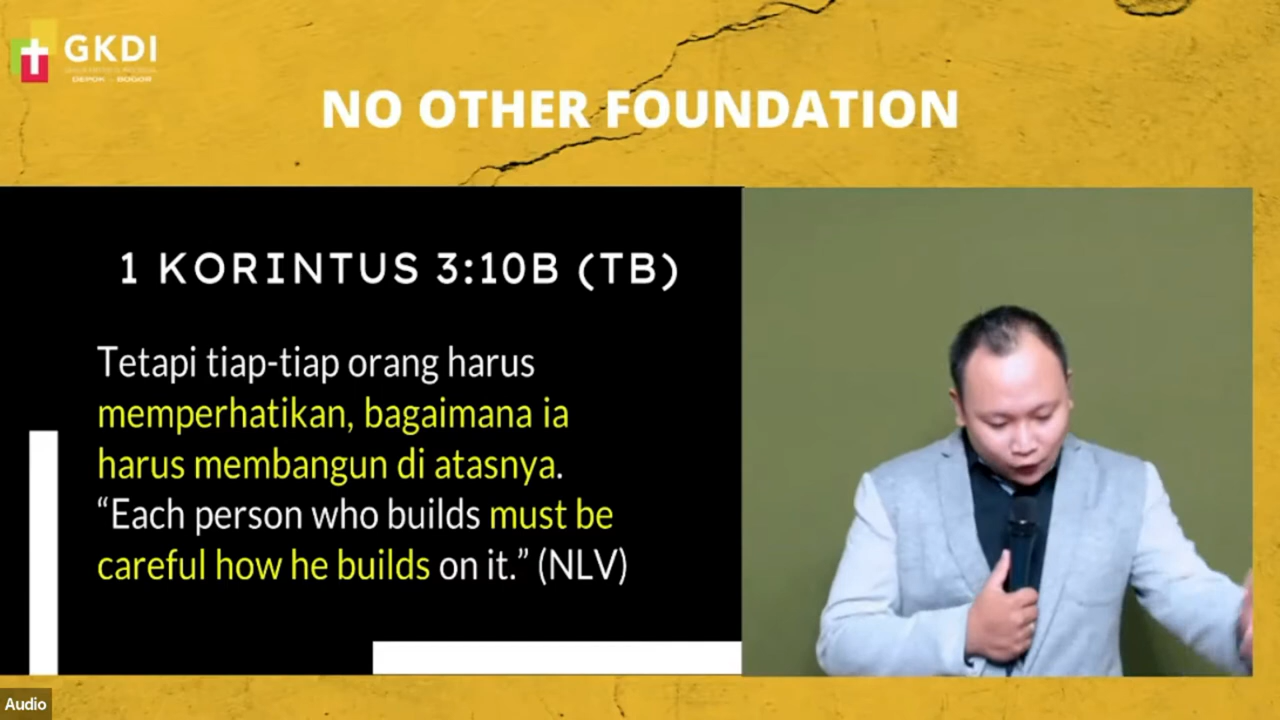 GKDI
DEPOK - BOGOR
NO OTHER FOUNDATION
1 KORINTUS 3:10B (TB)
Tetapi tiap-tiap orang harus
memperhatikan, bagaimana ia
harus membangun di atasnya.
“Each person who builds must be
careful how he builds on it.” (NLV)
Audio